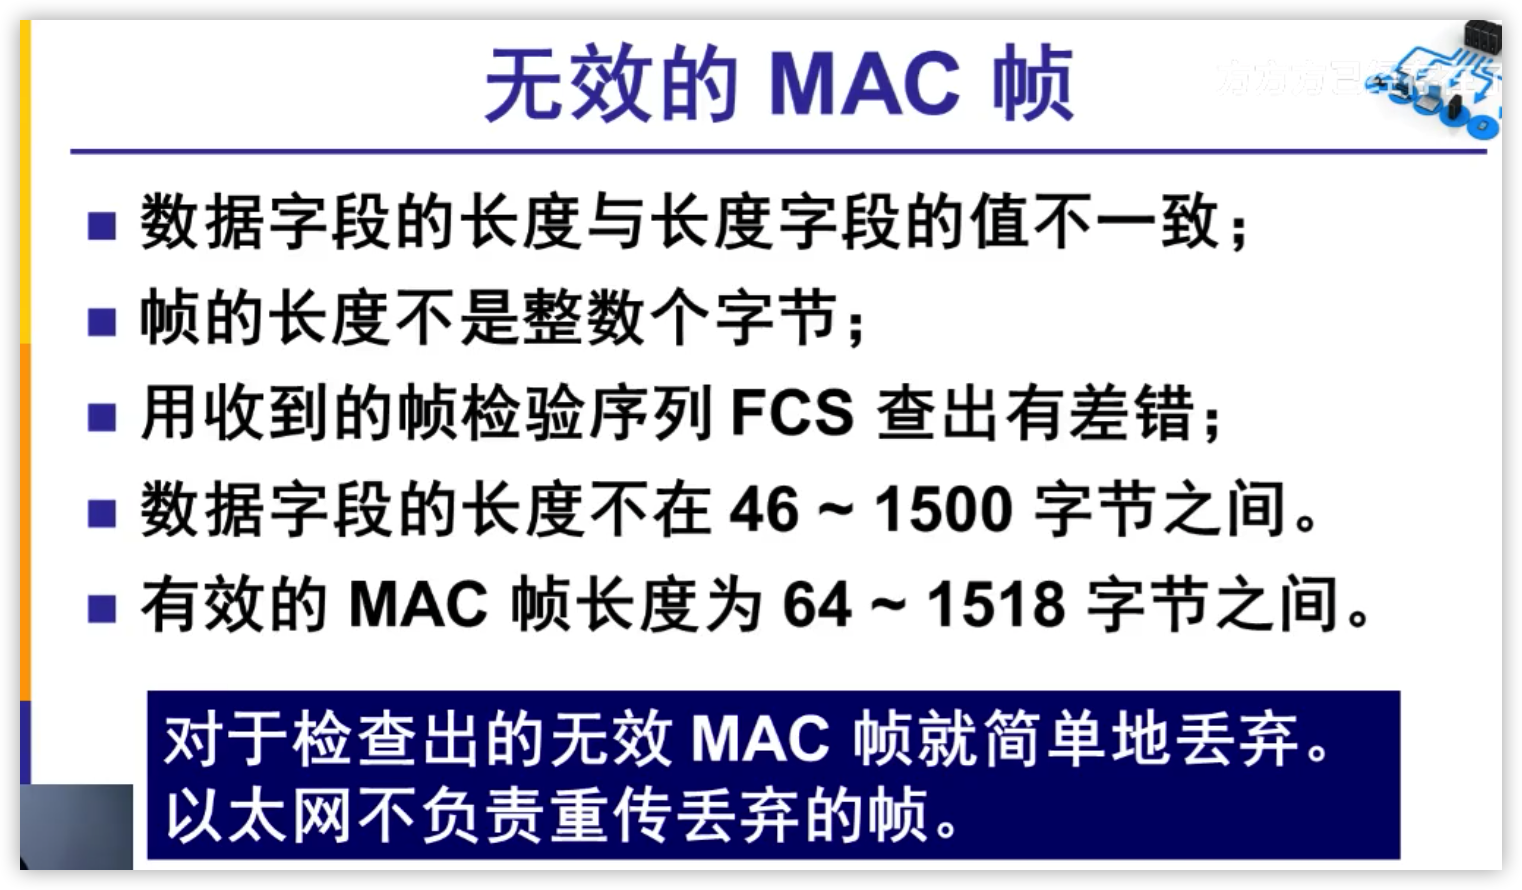 无效的 MAC 帧
数据字段的长度与长度字段的值不一致；
帧的长度不是整数个字节；
用收到的帧检验序列 FCS 查出有差错；
数据字段的长度不在 46 ~ 1500 字节之间。
有效的 MAC 帧长度为 64 ~ 1518 字节之间。
对于检查出的无效 MAC 帧就简单地丢弃。
以太网不负责重传丢弃的帧。